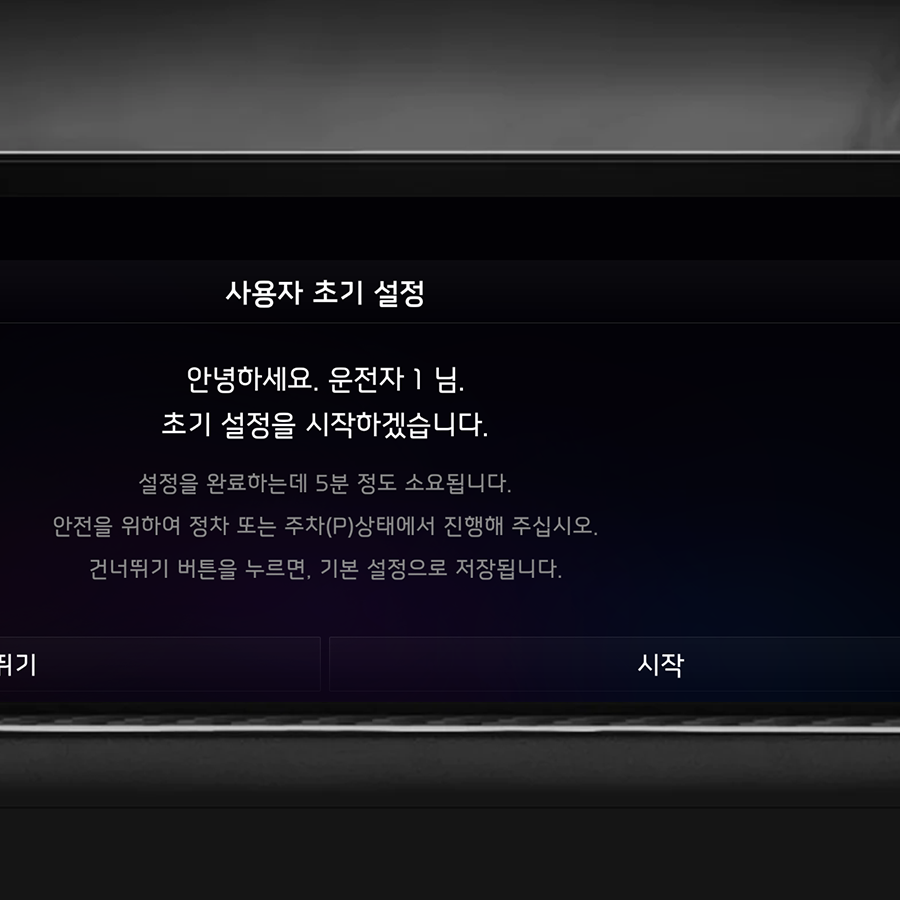 사용자 초기 설정
안녕하세요. 운전자 1 님.
초기 설정을 시작하겠습니다.
설정을 완료하는데 5분 정도 소요됩니다.
안전을 위하여 정차 또는 주차(P)상태에서 진행해 주십시오.
건너뛰기 버튼을 누르면, 기본 설정으로 저장됩니다.
뛰기 시작